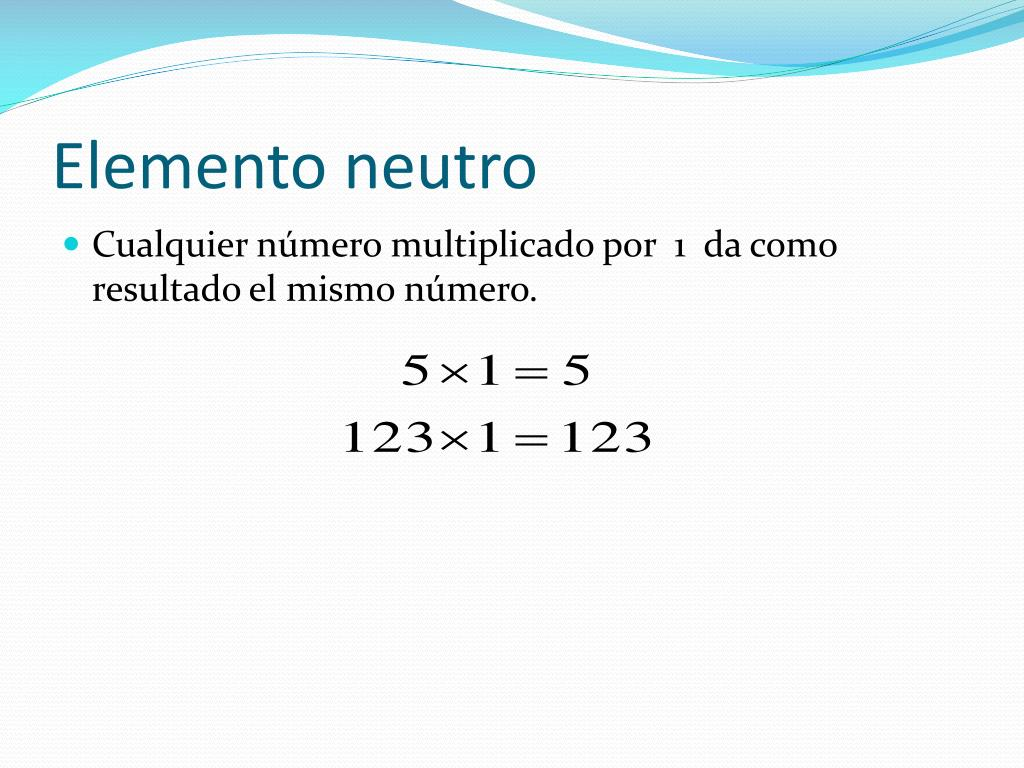 Elemento neutro
• Cualquier número multiplicado por 1 da como
resultado el mismo número.
5 × 1 = 5
123 × 1 = 123